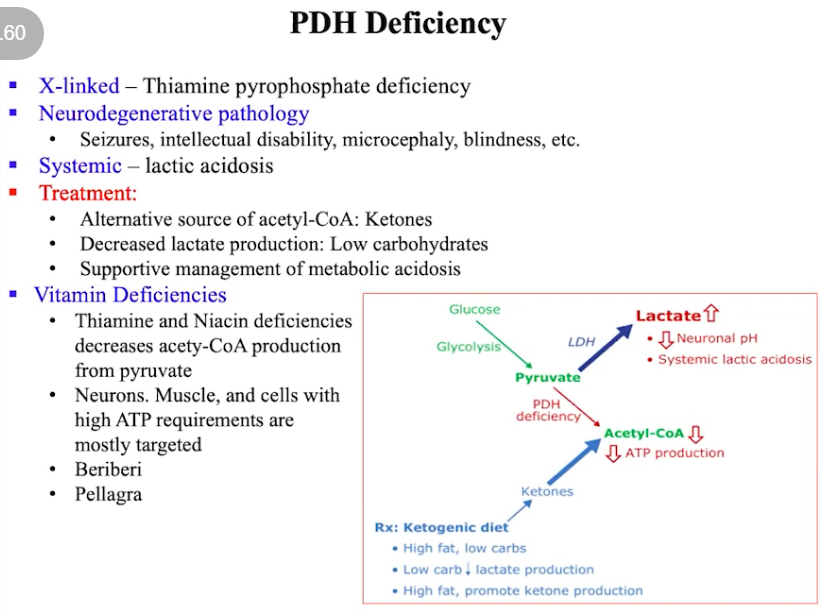 .60
PDH Deficiency
▪ X-linked – Thiamine pyrophosphate deficiency
▪ Neurodegenerative pathology
• Seizures, intellectual disability, microcephaly, blindness, etc.
▪ Systemic – lactic acidosis
▪ Treatment:
• Alternative source of acetyl-CoA: Ketones
• Decreased lactate production: Low carbohydrates
• Supportive management of metabolic acidosis
▪ Vitamin Deficiencies
• Thiamine and Niacin deficiencies
decreases acety-CoA production
from pyruvate
• Neurons. Muscle, and cells with
high ATP requirements are
mostly targeted
• Beriberi
• Pellagra
Glucose
Glycolysis
Pyruvate
LDH
Lactate ⇧
• ⇩ Neuronal pH
• Systemic lactic acidosis
PDH
deficiency
Acetyl-CoA ⇩
⇩ ATP production
Ketones
Rx: Ketogenic diet
• High fat, low carbs
• Low carb ↓ lactate production
• High fat, promote ketone production